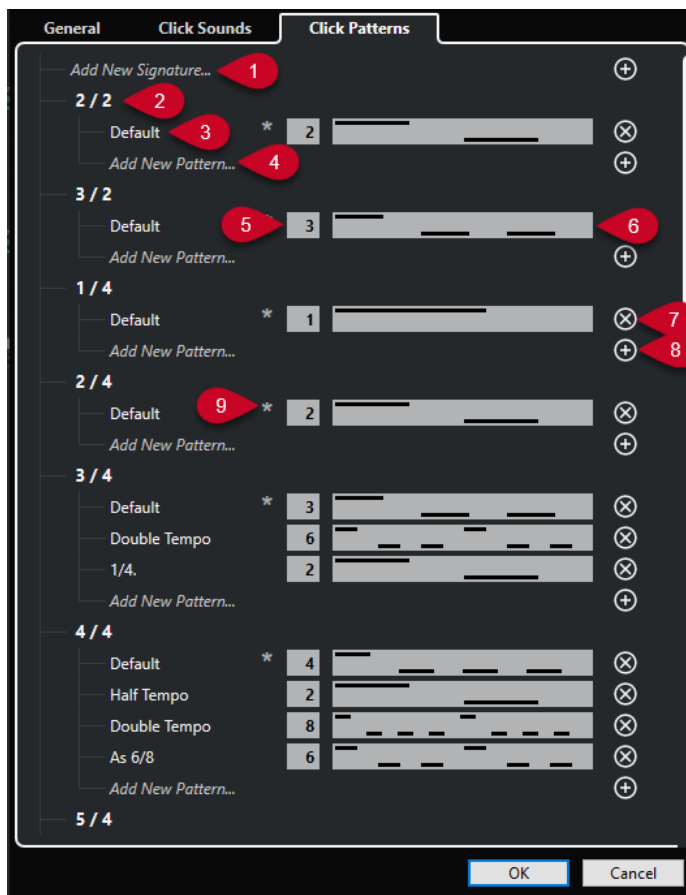 General Click Sounds Click Patterns
Add New Signature... 1
2 / 2 2
Default 3 * 2
Add New Pattern... 4
3 / 2
Default 5 3 6
Add New Pattern...
1 / 4
Default * 1 7
Add New Pattern... 8
2 / 4
Default 9 * 2
Add New Pattern...
3 / 4
Default * 3
Double Tempo 6
1/4. 2
Add New Pattern...
4 / 4
Default * 4
Half Tempo 2
Double Tempo 8
As 6/8 6
Add New Pattern...
5 / 4
OK Cancel